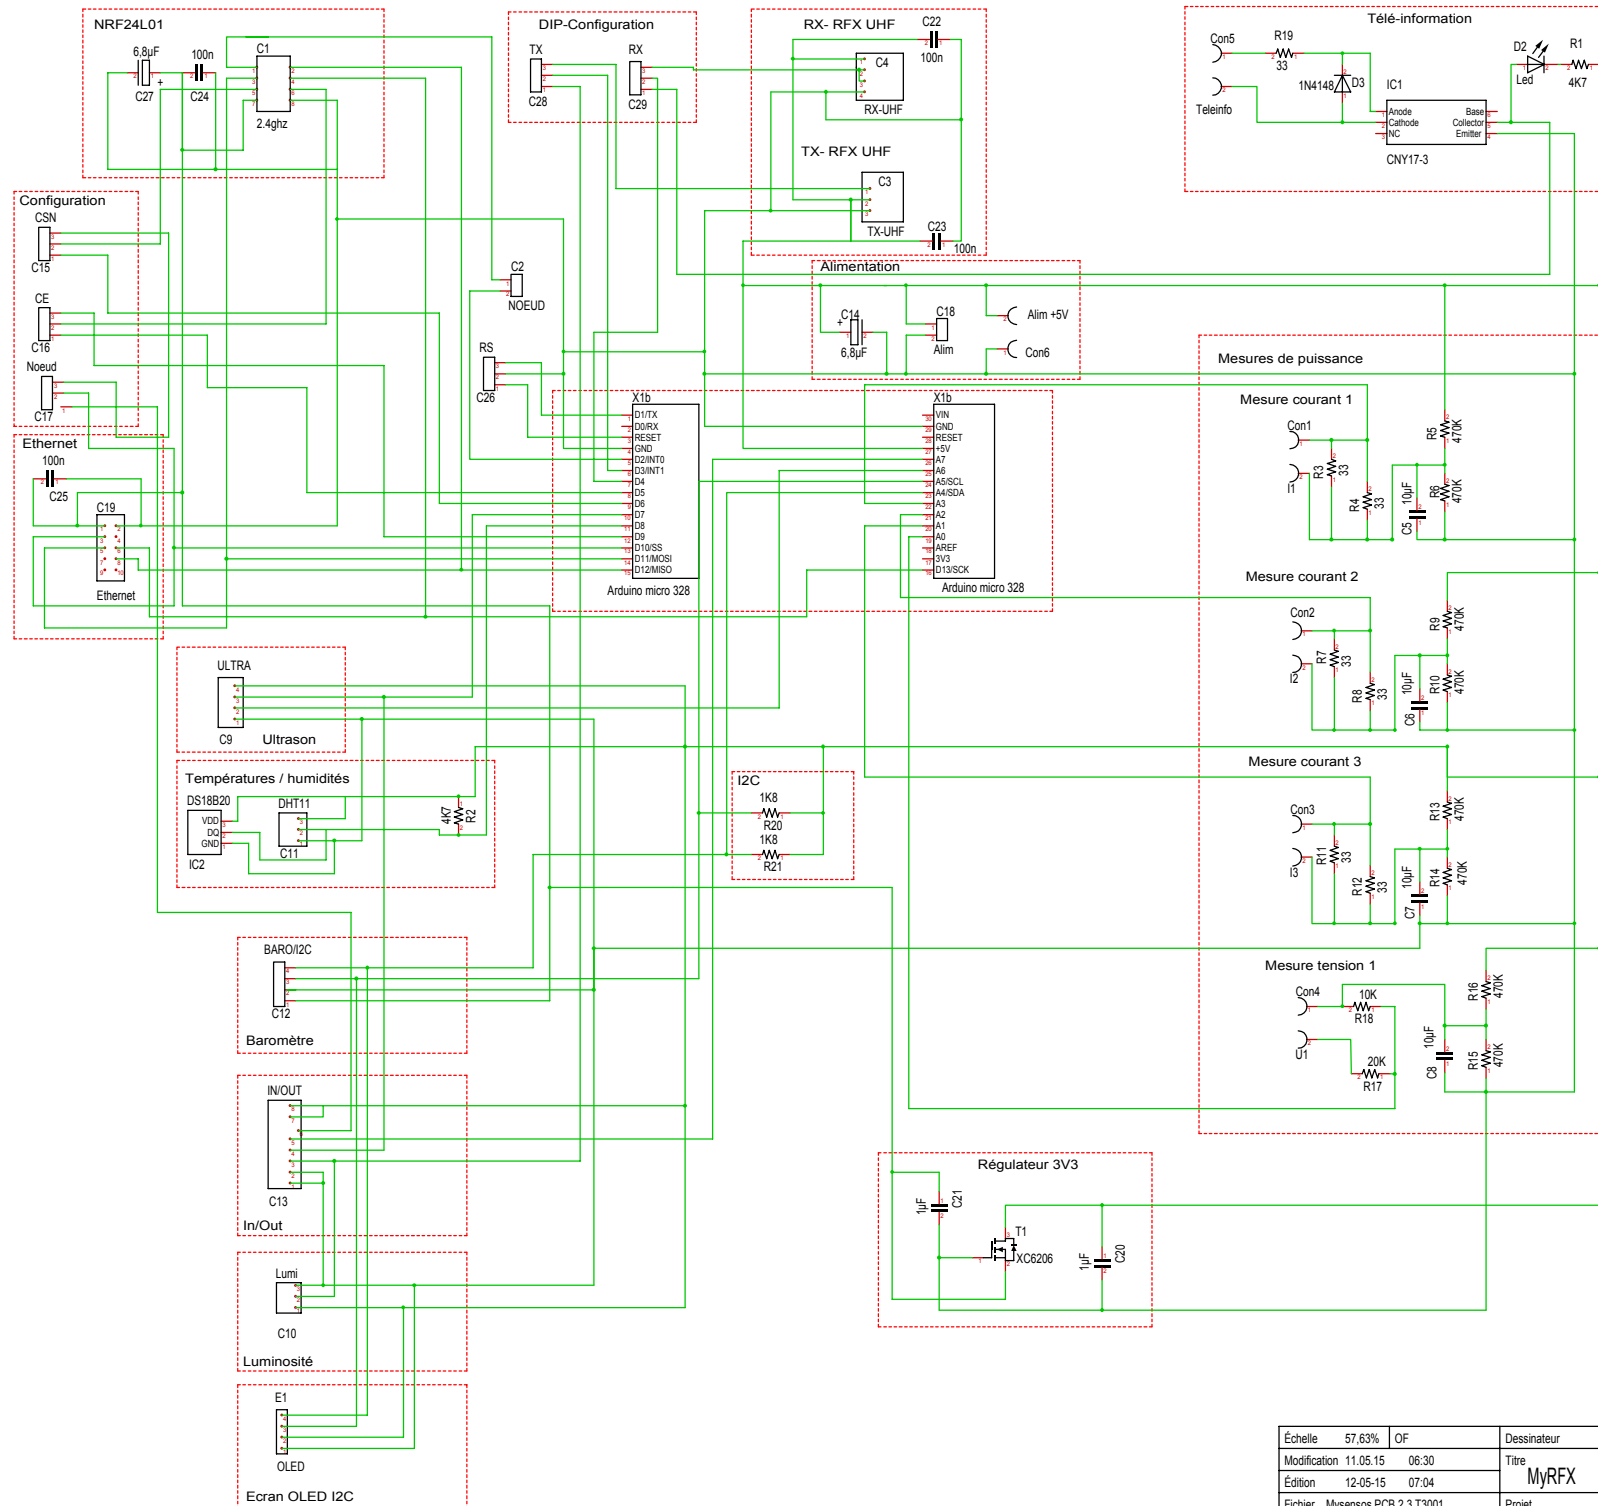 NRF24L01
6,8µF
100n
C1
C27
C24
2.4ghz
DIP-Configuration
TX
RX
C28
C29
RX- RFX UHF
C22
100n
C4
RX-UHF
TX- RFX UHF
C3
TX-UHF
C23
100n
Télé-information
Con5
R19
33
D2
R1
Led
4K7
1N4148
D3
IC1
Teleinfo
Anode
Cathode
NC
Base
Collector
Emitter
CNY17-3
Configuration
CSN
C15
CE
C16
Noeud
C17
C2
NOEUD
RS
C26
Alimentation
C14
6,8µF
C18
Alim
Alim +5V
Con6
Ethernet
100n
C25
C19
Ethernet
X1b
D1/TX
D0/RX
RESET
GND
D2/INT0
D3/INT1
D4
D5
D6
D7
D8
D9
D10/SS
D11/MOSI
D12/MISO
Arduino micro 328
X1b
VIN
GND
RESET
+5V
A7
A6
A5/SCL
A4/SDA
A3
A2
A1
A0
AREF
3V3
D13/SCK
Arduino micro 328
Mesures de puissance
Mesure courant 1
Con1
I1
R3
33
R4
33
10µF
C5
R5
470K
R6
470K
Mesure courant 2
Con2
I2
R7
33
R8
33
10µF
C6
R9
470K
R10
470K
Mesure courant 3
Con3
I3
R11
33
R12
33
10µF
C7
R13
470K
R14
470K
Mesure tension 1
Con4
U1
10K
R18
20K
R17
10µF
C8
R16
470K
R15
470K
ULTRA
C9
Ultrason
Températures / humidités
DS18B20
VDD
DQ
GND
IC2
DHT11
C11
4K7
R2
I2C
1K8
R20
1K8
R21
BARO/I2C
C12
Baromètre
IN/OUT
C13
In/Out
Lumi
C10
Luminosité
E1
OLED
Ecran OLED I2C
Régulateur 3V3
1µF
C21
T1
XC6206
1µF
C20
Échelle 57,63% OF Dessinateur
Modification 11.05.15 06:30 Titre
MyRFX
Édition 12-05-15 07:04
Fichier Mysensos PCB 2.3.T3001 Projet